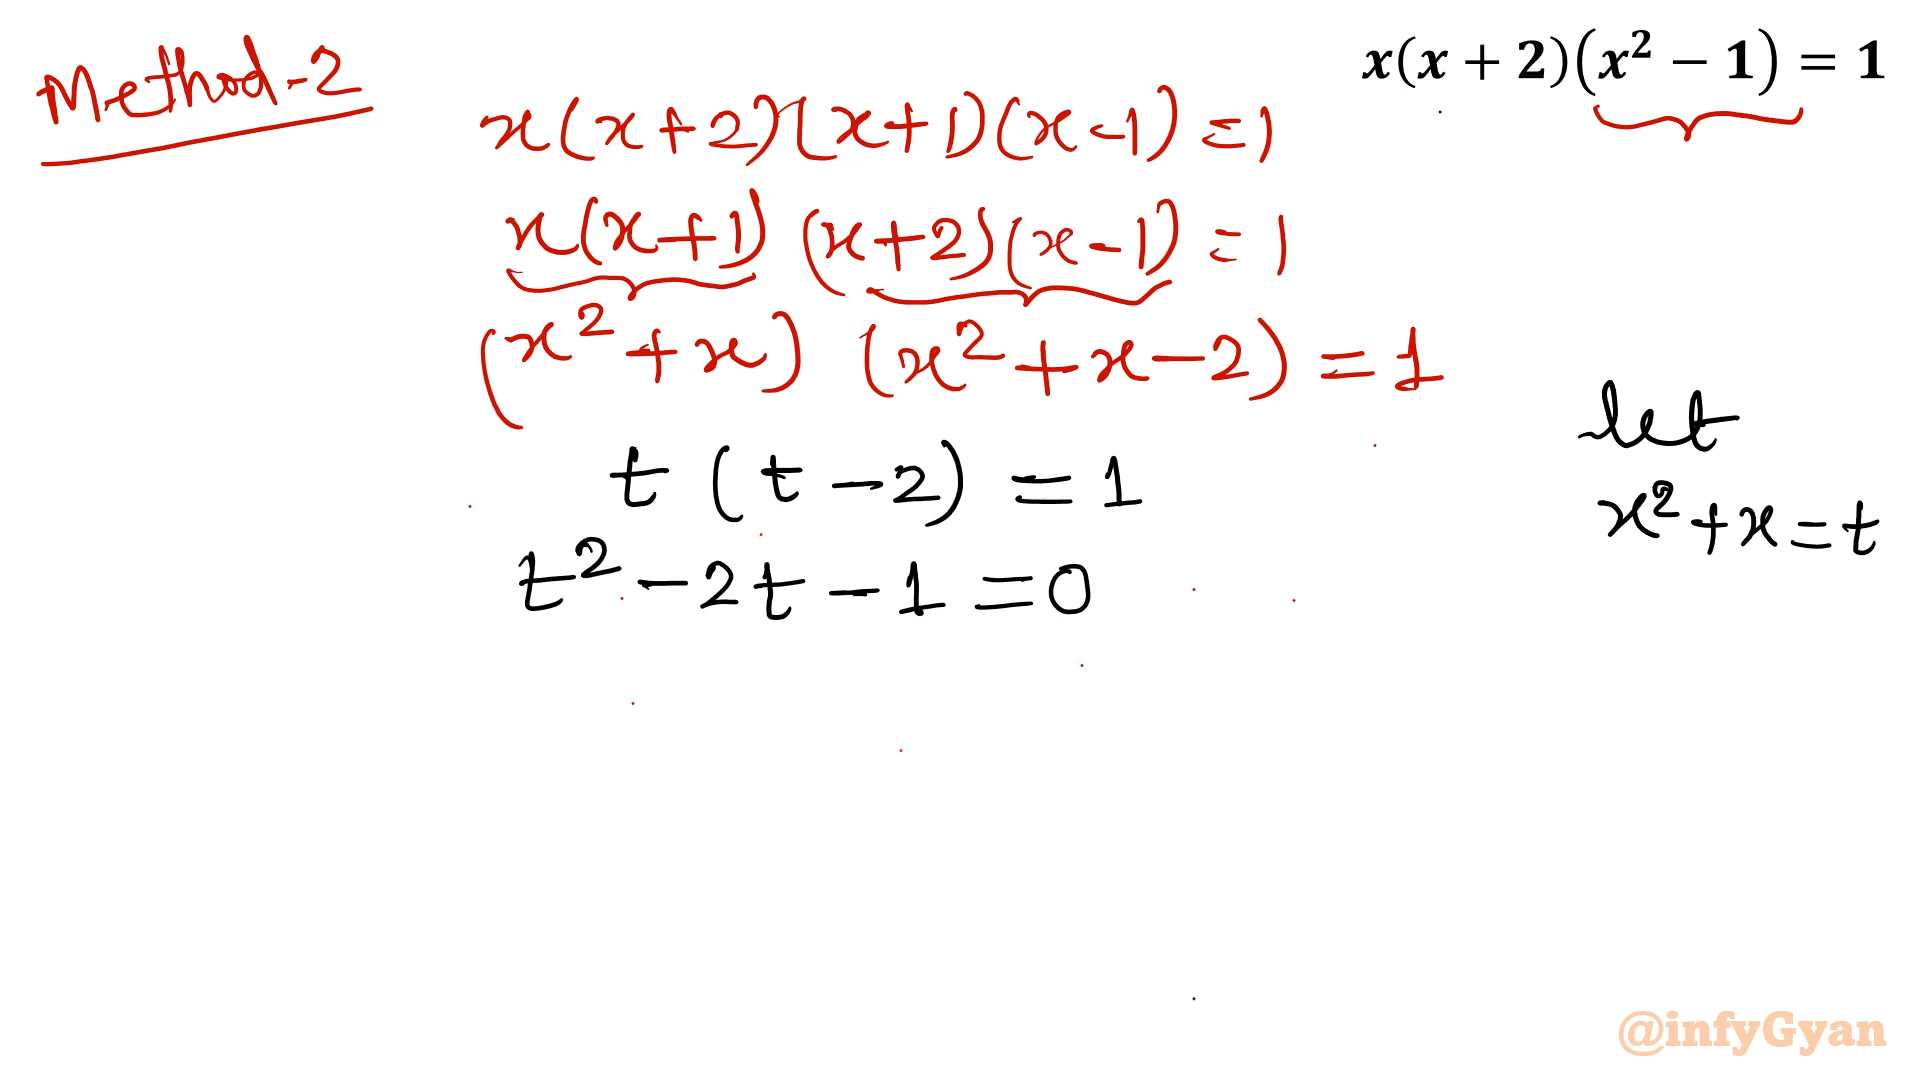 Method-2
x(x + 2)(x² − 1) = 1
x(x+2)(x+1)(x-1)=1
x(x+1) (x+2)(x-1)=1
(x²+x) (x²+x-2)=1
let
t(t-2)=1
x²+x=t
t²-2t-1=0
@infyGyan